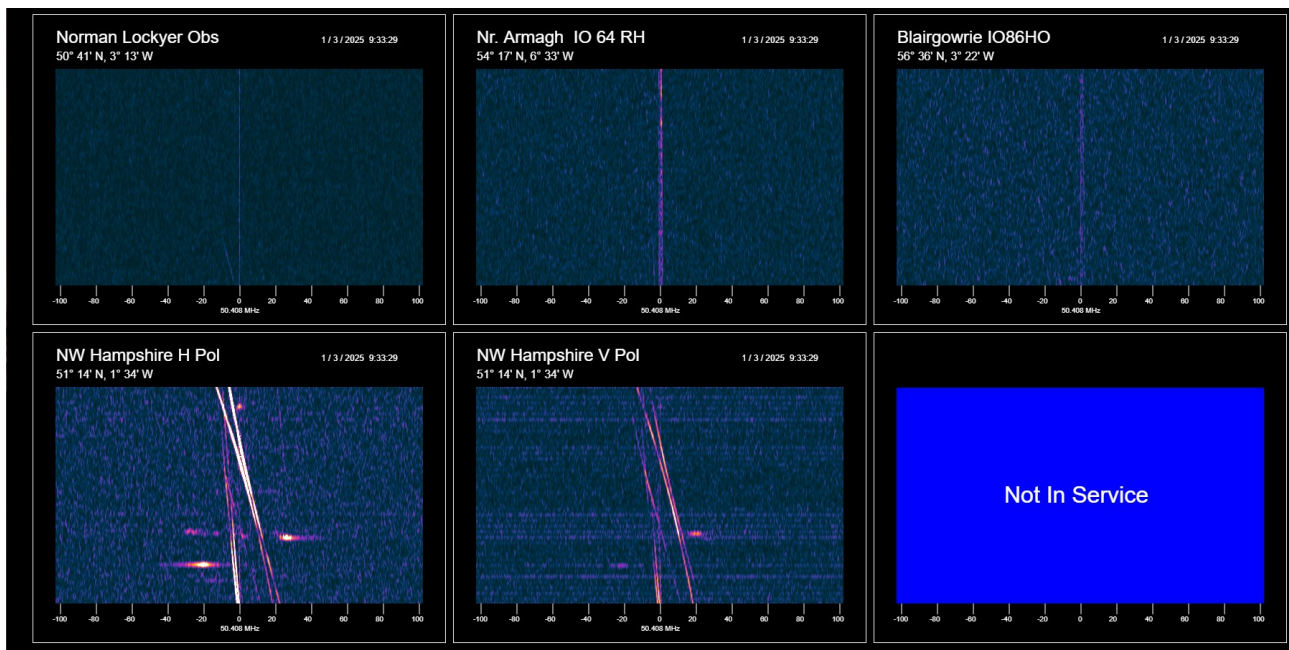 Norman Lockyer Obs 1 / 3 / 2025 9:33:29
50° 41' N, 3° 13' W
-100 -80 -60 -40 -20 0 20 40 60 80 100
50.408 MHz
Nr. Armagh IO 64 RH 1 / 3 / 2025 9:33:29
54° 17' N, 6° 33' W
-100 -80 -60 -40 -20 0 20 40 60 80 100
50.408 MHz
Blairgowrie IO86HO 1 / 3 / 2025 9:33:29
56° 36' N, 3° 22' W
-100 -80 -60 -40 -20 0 20 40 60 80 100
50.408 MHz
NW Hampshire H Pol 1 / 3 / 2025 9:33:29
51° 14' N, 1° 34' W
-100 -80 -60 -40 -20 0 20 40 60 80 100
50.408 MHz
NW Hampshire V Pol 1 / 3 / 2025 9:33:29
51° 14' N, 1° 34' W
-100 -80 -60 -40 -20 0 20 40 60 80 100
50.408 MHz
Not In Service
-100 -80 -60 -40 -20 0 20 40 60 80 100
50.408 MHz